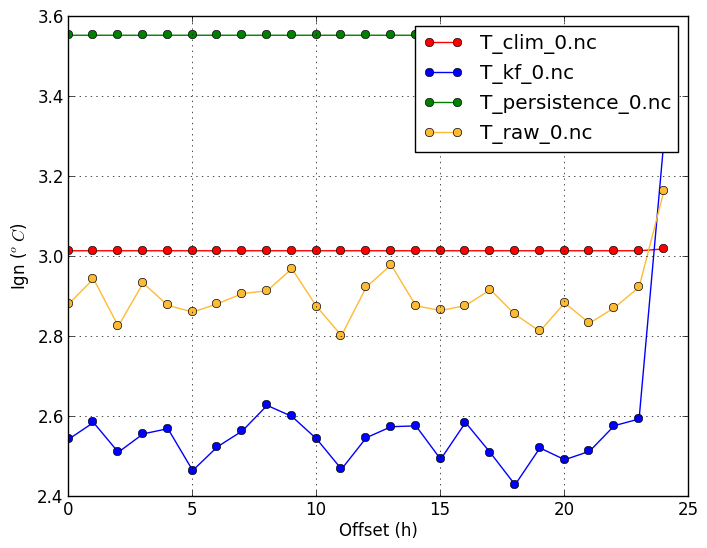 3.6
3.4
3.2
3.0
2.8
2.6
2.4
Ign (° C)
T_clim_0.nc
T_kf_0.nc
T_persistence_0.nc
T_raw_0.nc
0 5 10 15 20 25
Offset (h)